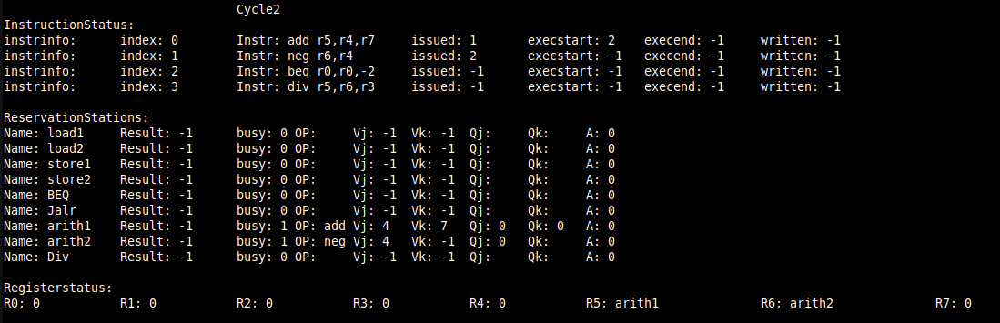 Cycle2
InstructionStatus:
instrinfo: index: 0 Instr: add r5,r4,r7 issued: 1 execstart: 2 execend: -1 written: -1
instrinfo: index: 1 Instr: neg r6,r4 issued: 2 execstart: -1 execend: -1 written: -1
instrinfo: index: 2 Instr: beq r0,r0,-2 issued: -1 execstart: -1 execend: -1 written: -1
instrinfo: index: 3 Instr: div r5,r6,r3 issued: -1 execstart: -1 execend: -1 written: -1
ReservationStations:
Name: load1 Result: -1 busy: 0 OP: Vj: -1 Vk: -1 Qj: Qk: A: 0
Name: load2 Result: -1 busy: 0 OP: Vj: -1 Vk: -1 Qj: Qk: A: 0
Name: store1 Result: -1 busy: 0 OP: Vj: -1 Vk: -1 Qj: Qk: A: 0
Name: store2 Result: -1 busy: 0 OP: Vj: -1 Vk: -1 Qj: Qk: A: 0
Name: BEQ Result: -1 busy: 0 OP: Vj: -1 Vk: -1 Qj: Qk: A: 0
Name: Jalr Result: -1 busy: 0 OP: Vj: -1 Vk: -1 Qj: Qk: A: 0
Name: arith1 Result: -1 busy: 1 OP: add Vj: 4 Vk: 7 Qj: 0 Qk: 0 A: 0
Name: arith2 Result: -1 busy: 1 OP: neg Vj: 4 Vk: -1 Qj: 0 Qk: A: 0
Name: Div Result: -1 busy: 0 OP: Vj: -1 Vk: -1 Qj: Qk: A: 0
Registerstatus:
R0: 0 R1: 0 R2: 0 R3: 0 R4: 0 R5: arith1 R6: arith2 R7: 0